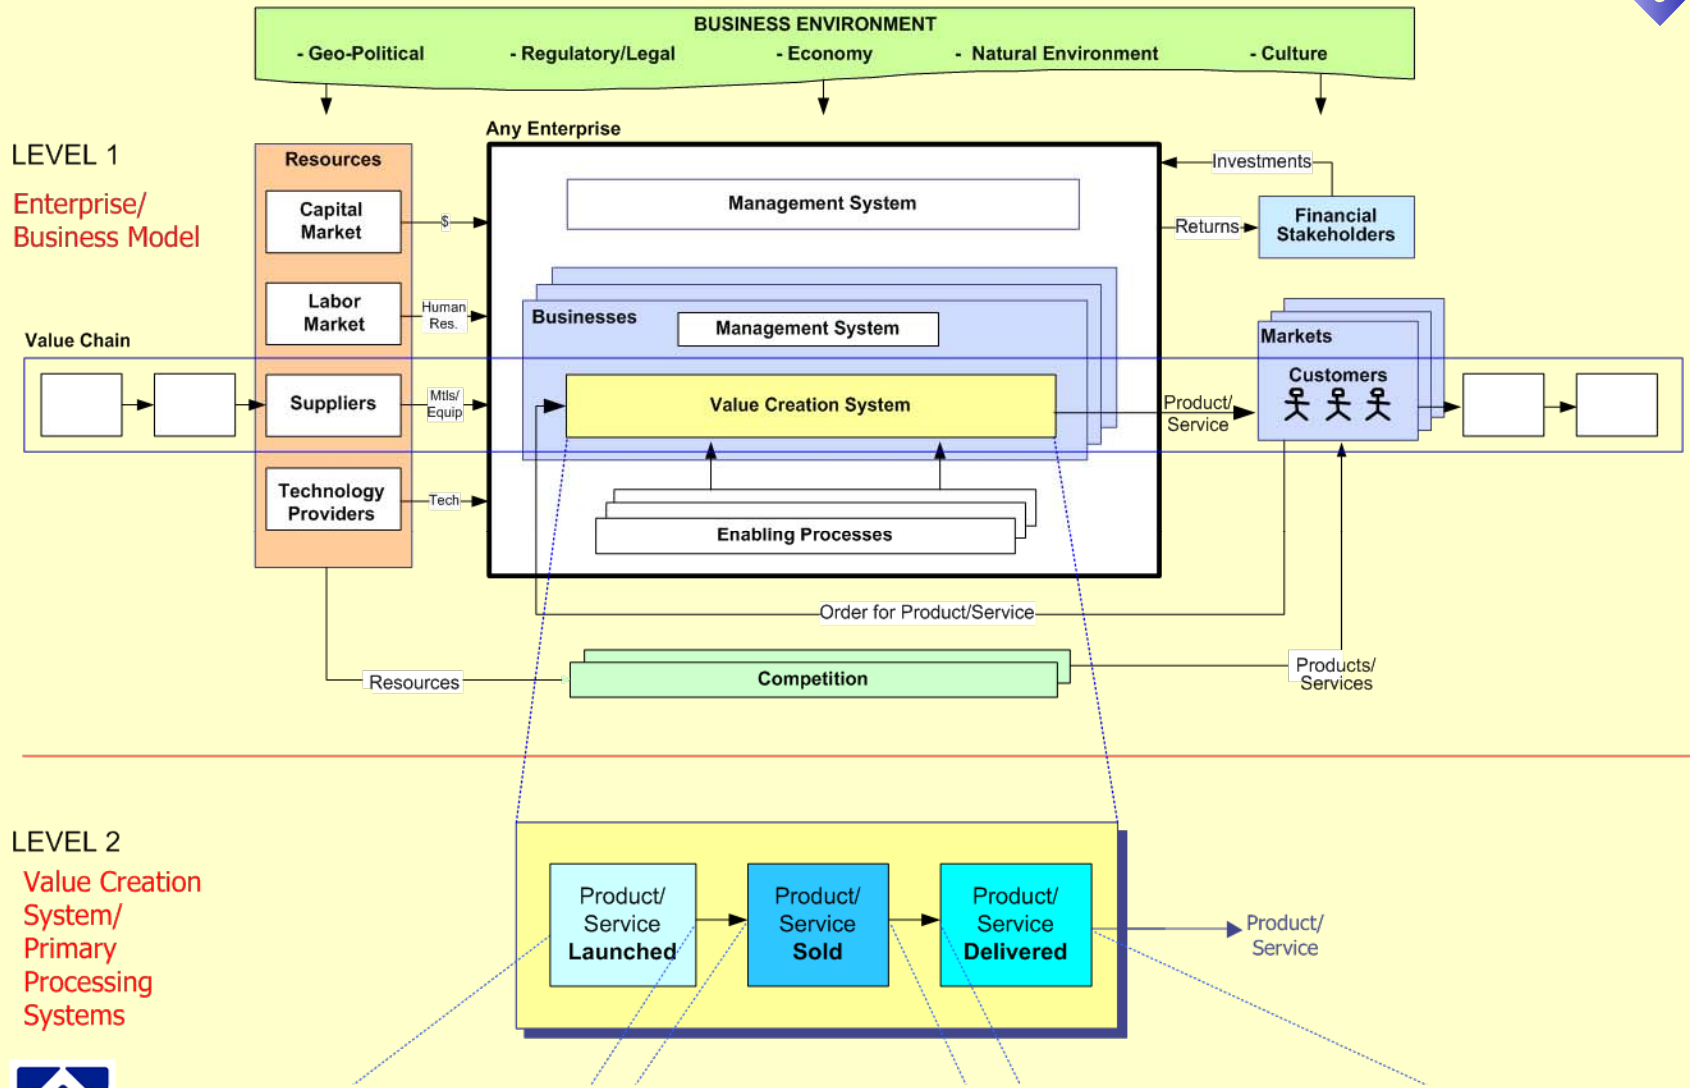 BUSINESS ENVIRONMENT
- Geo-Political
- Regulatory/Legal
- Economy
- Natural Environment
- Culture
LEVEL 1
Enterprise/
Business Model
Any Enterprise
Resources
Capital
Market
$
Labor
Market
Human
Res.
Suppliers
Mtls/
Equip
Technology
Providers
Tech
Value Chain
Management System
Businesses
Management System
Value Creation System
Enabling Processes
Investments
Returns
Financial
Stakeholders
Markets
Customers
Product/
Service
Order for Product/Service
Resources
Competition
Products/
Services
LEVEL 2
Value Creation
System/
Primary
Processing
Systems
Product/
Service
Launched
Product/
Service
Sold
Product/
Service
Delivered
Product/
Service